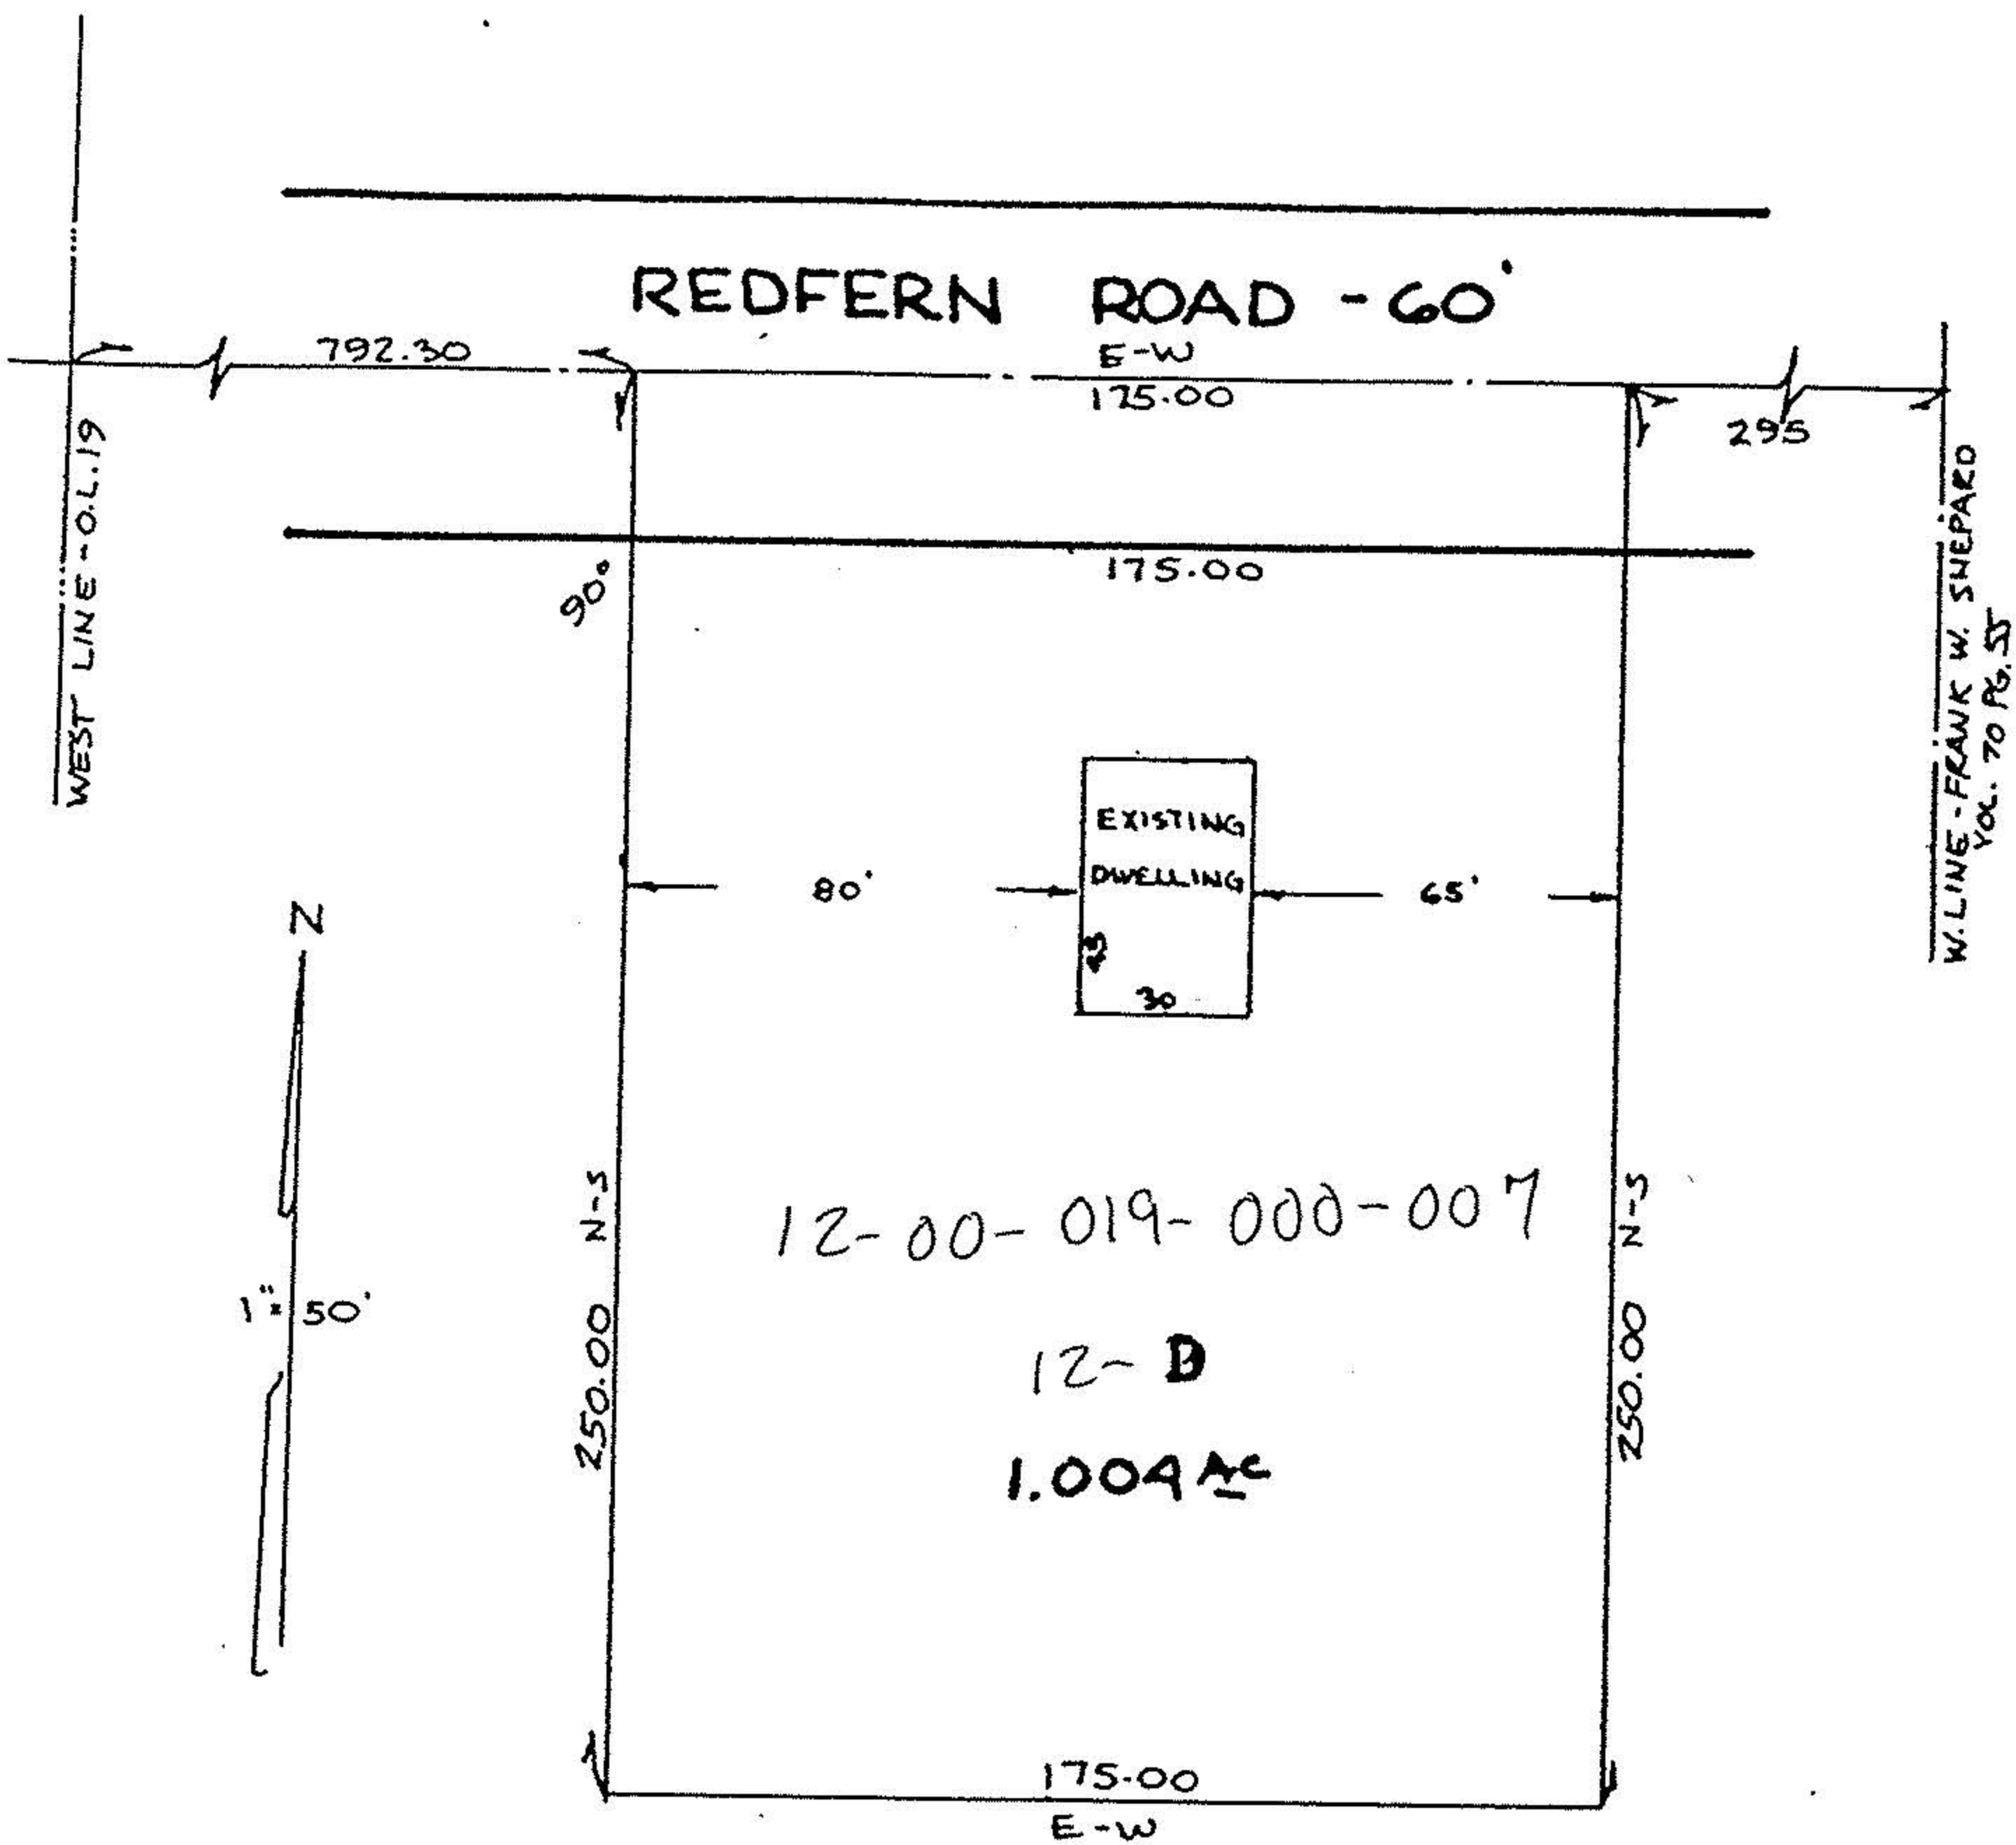 REDFERN ROAD - 60'
792.30
E-W
175.00
295
WEST LINE - O.L. 19
W. LINE - FRANK W. SHEPARD
VOL. 70 PG. 55
90°
175.00
EXISTING
DWELLING
80'
65'
30
N
N-S
250.00
N-S
250.00
12-00-019-000-007
1" = 50'
12-D
1.004 AC
175.00
E-W